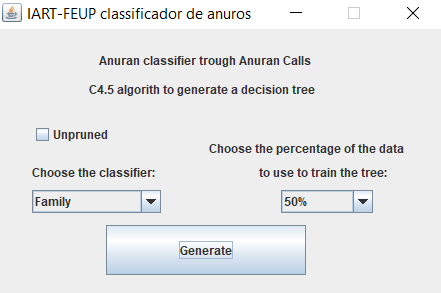 IART-FEUP classificador de anuros
Anuran classifier trough Anuran Calls
C4.5 algorith to generate a decision tree
Unpruned
Choose the percentage of the data
to use to train the tree:
Choose the classifier:
Family
50%
Generate